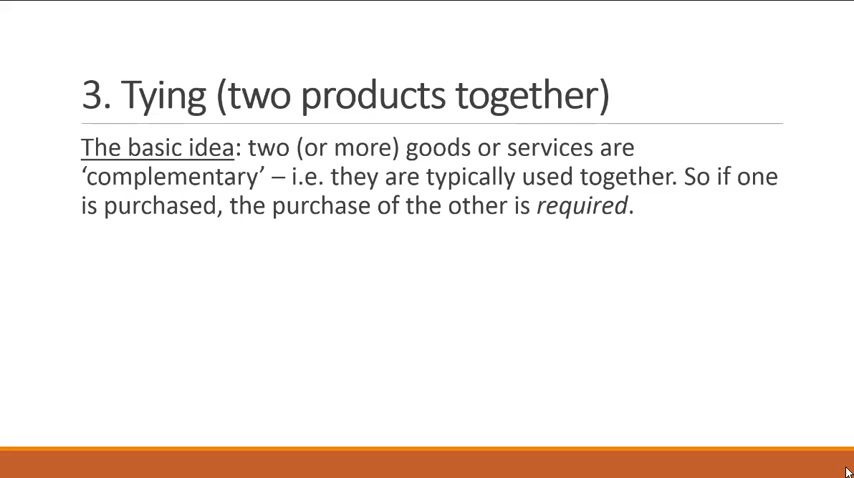 3. Tying (two products together)
The basic idea: two (or more) goods or services are
‘complementary’ – i.e. they are typically used together. So if one
is purchased, the purchase of the other is required.